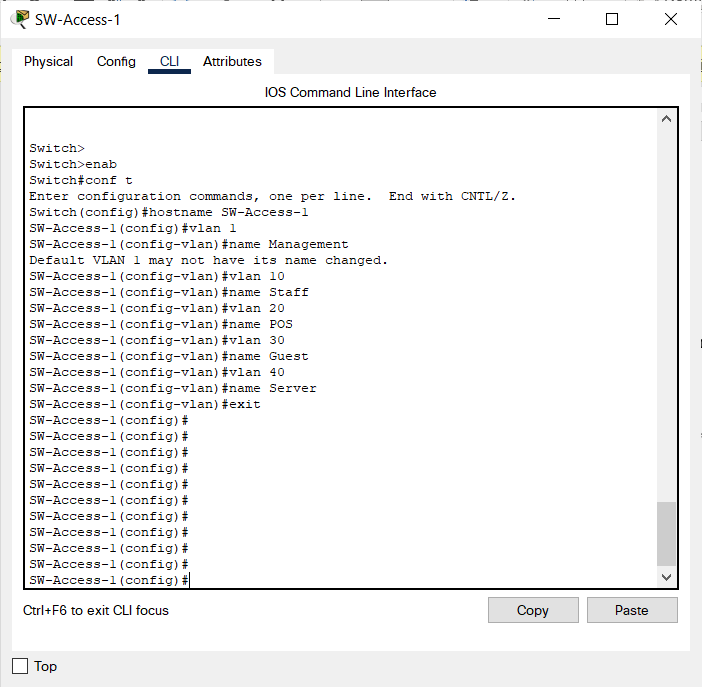 SW-Access-1
Physical Config CLI Attributes
IOS Command Line Interface
Switch>
Switch>enab
Switch#conf t
Enter configuration commands, one per line.  End with CNTL/Z.
Switch(config)#hostname SW-Access-1
SW-Access-1(config)#vlan 1
SW-Access-1(config-vlan)#name Management
Default VLAN 1 may not have its name changed.
SW-Access-1(config-vlan)#vlan 10
SW-Access-1(config-vlan)#name Staff
SW-Access-1(config-vlan)#vlan 20
SW-Access-1(config-vlan)#name POS
SW-Access-1(config-vlan)#vlan 30
SW-Access-1(config-vlan)#name Guest
SW-Access-1(config-vlan)#vlan 40
SW-Access-1(config-vlan)#name Server
SW-Access-1(config-vlan)#exit
SW-Access-1(config)#
SW-Access-1(config)#
SW-Access-1(config)#
SW-Access-1(config)#
SW-Access-1(config)#
SW-Access-1(config)#
SW-Access-1(config)#
SW-Access-1(config)#
SW-Access-1(config)#
SW-Access-1(config)#
SW-Access-1(config)#
Ctrl+F6 to exit CLI focus
Copy Paste
Top